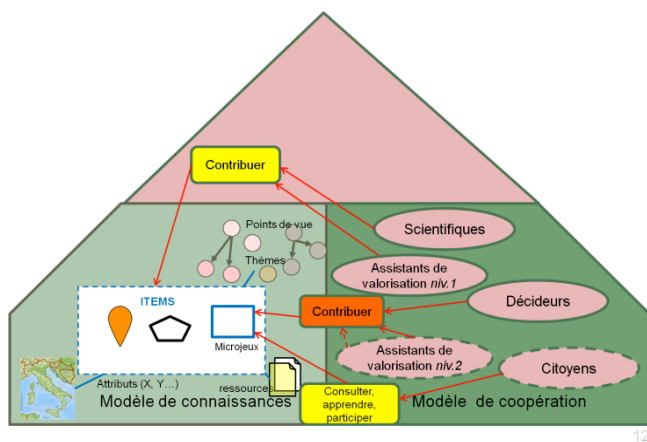 Contribuer
Points de vue
Scientifiques
Thèmes
Assistants de
valorisation niv.1
ITEMS
Décideurs
Contribuer
Microjeux
Assistants de
valorisation niv.2
Citoyens
Attributs (X, Y…)
ressources
Consulter,
apprendre,
participer
Modèle de connaissances
Modèle de coopération
12